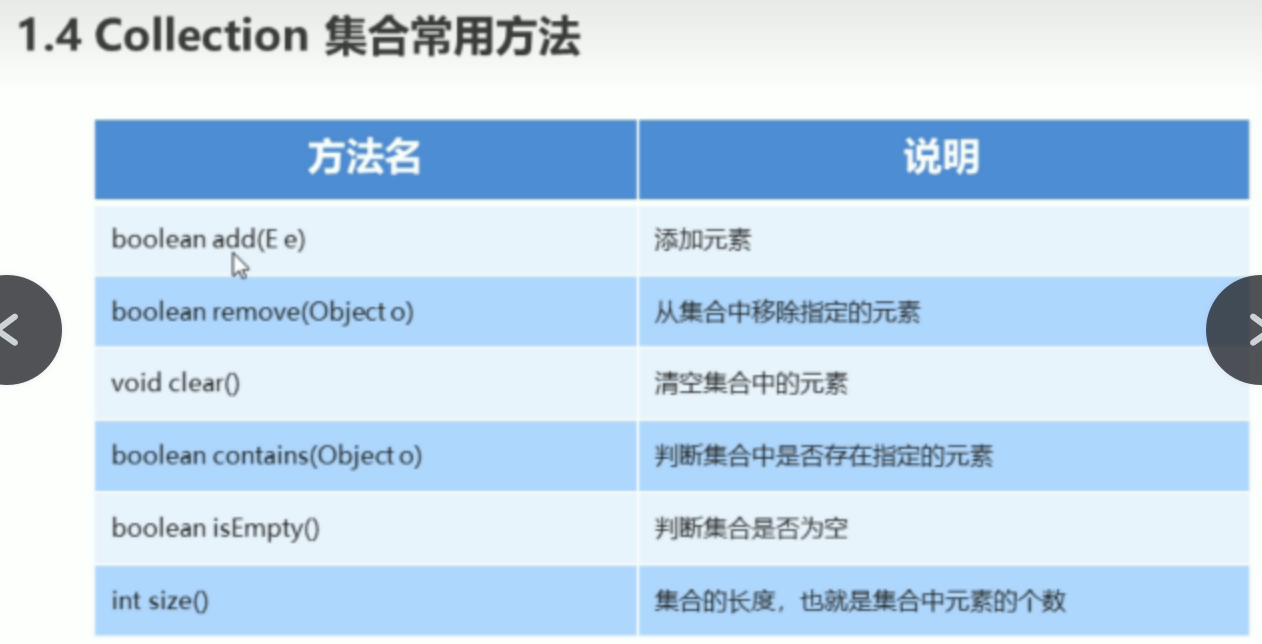 1.4 Collection 集合常用方法
方法名 说明
boolean add(E e) 添加元素
boolean remove(Object o) 从集合中移除指定的元素
void clear() 清空集合中的元素
boolean contains(Object o) 判断集合中是否存在指定的元素
boolean isEmpty() 判断集合是否为空
int size() 集合的长度，也就是集合中元素的个数